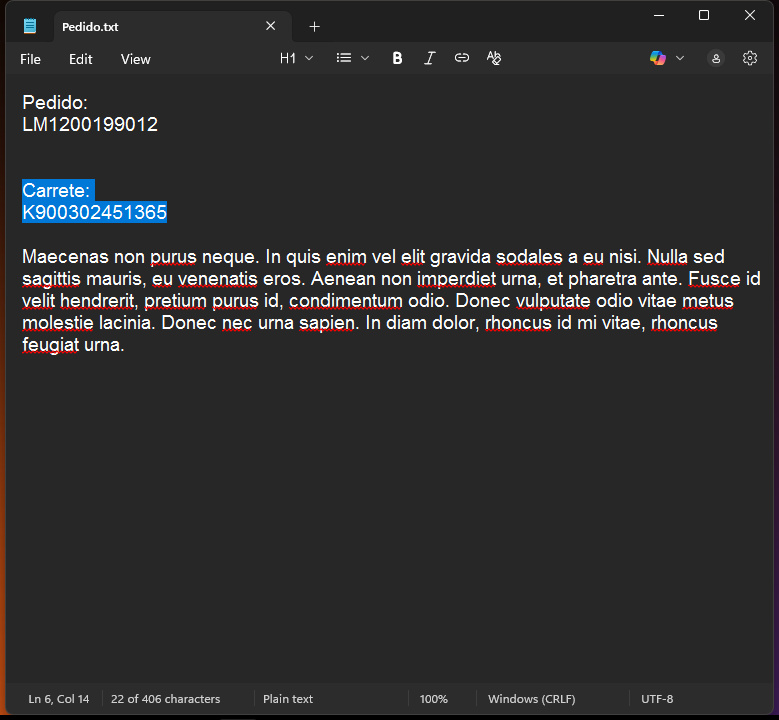 Pedido.txt
File Edit View H1 B I
Pedido:
LM1200199012
Carrete:
K900302451365
Maecenas non purus neque. In quis enim vel elit gravida sodales a eu nisi. Nulla sed
sagittis mauris, eu venenatis eros. Aenean non imperdiet urna, et pharetra ante. Fusce id
velit hendrerit, pretium purus id, condimentum odio. Donec vulputate odio vitae metus
molestie lacinia. Donec nec urna sapien. In diam dolor, rhoncus id mi vitae, rhoncus
feugiat urna.
Ln 6, Col 14 22 of 406 characters Plain text 100% Windows (CRLF) UTF-8